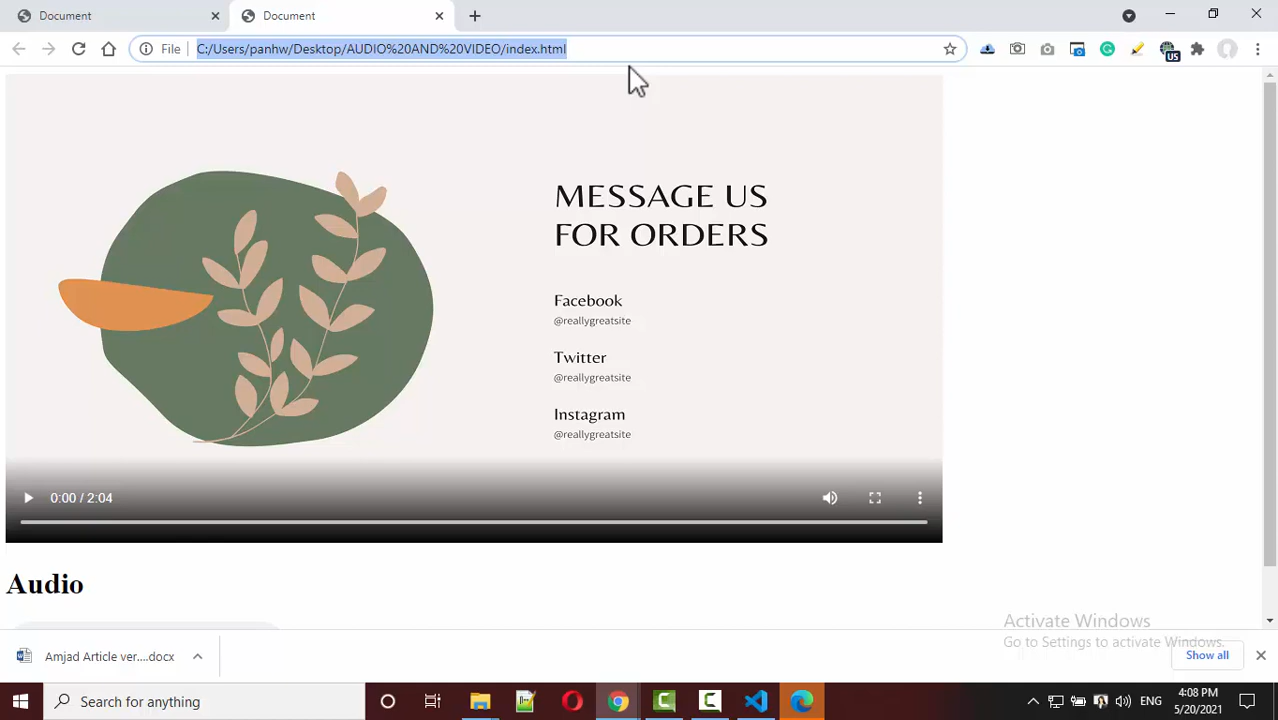 Document
Document
File
C:/Users/panhw/Desktop/AUDIO%20AND%20VIDEO/index.html
US
MESSAGE US
FOR ORDERS
Facebook
@reallygreatsite
Twitter
@reallygreatsite
Instagram
@reallygreatsite
0:00 / 2:04
Audio
Activate Windows
Go to Settings to activate Windows.
Amjad Article ver....docx
Show all
Search for anything
ENG
4:08 PM
5/20/2021